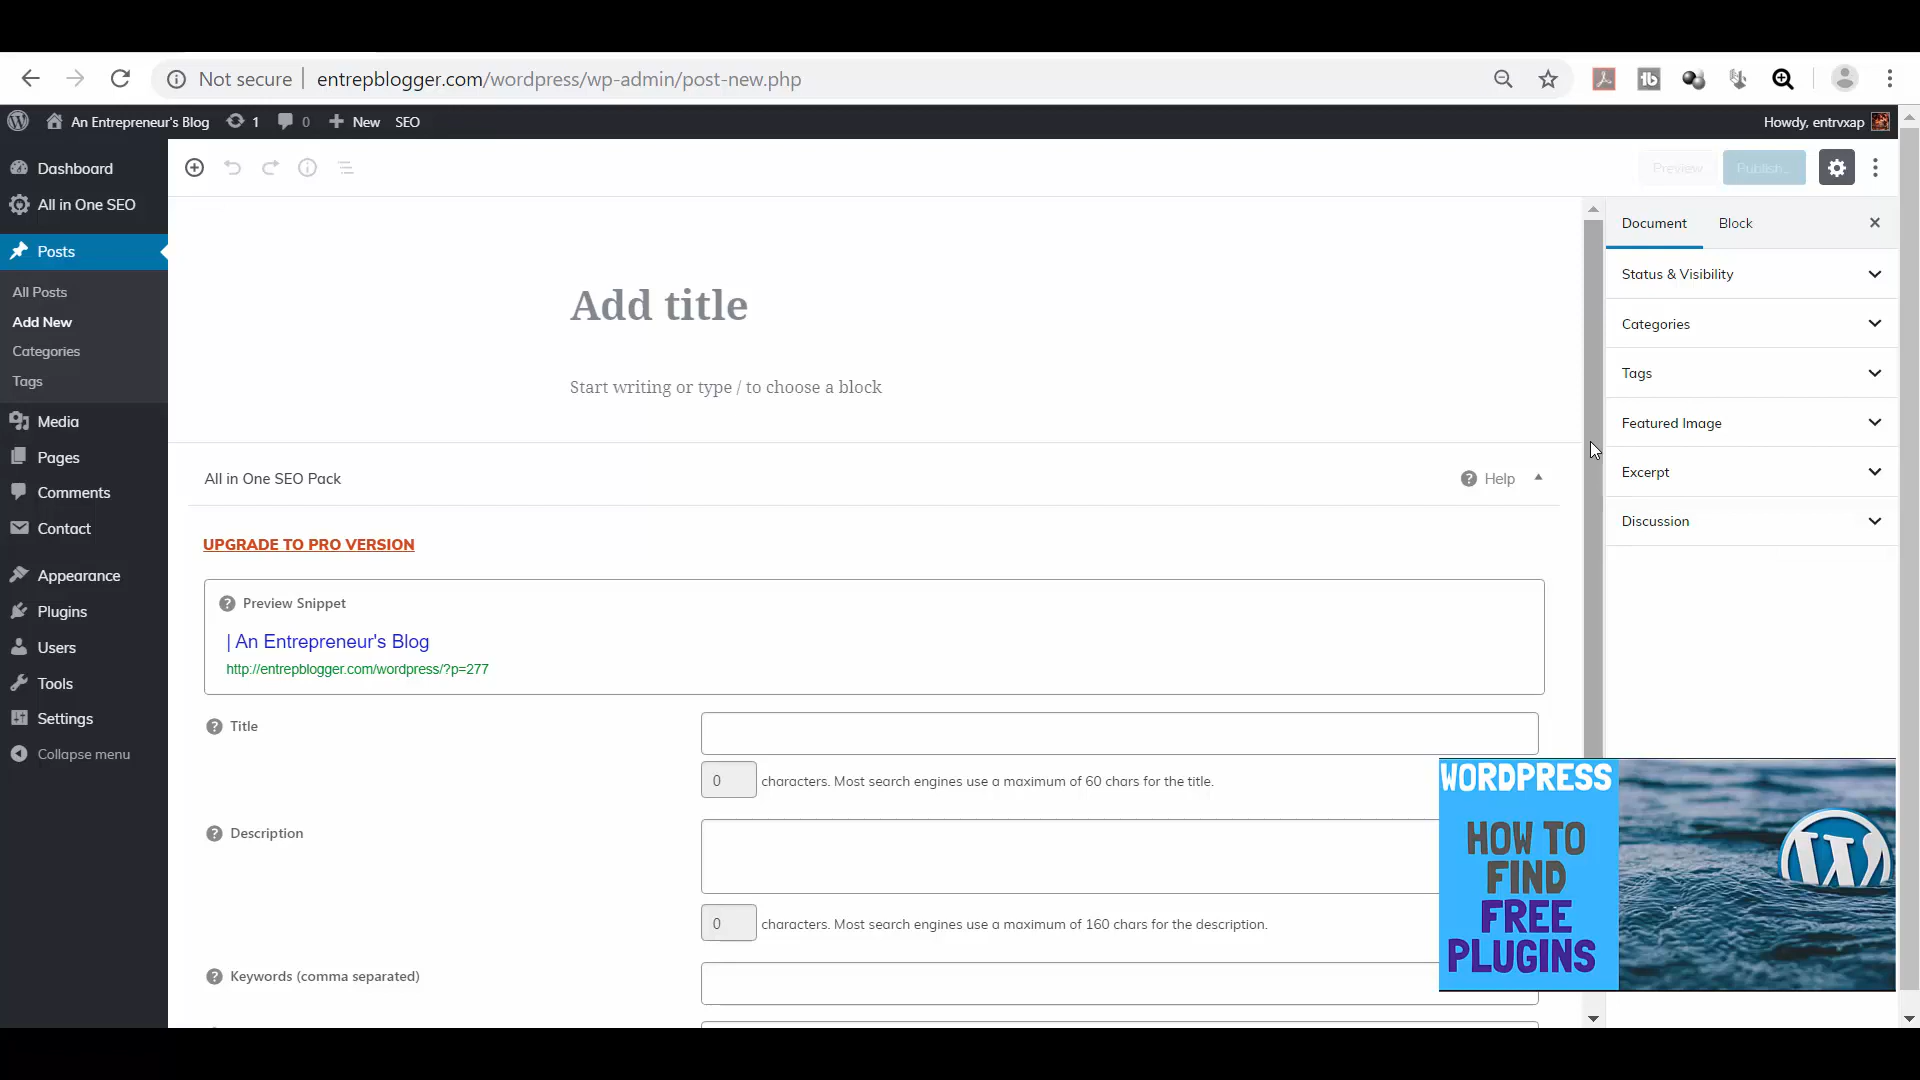 Not secure
entrepblogger.com/wordpress/wp-admin/post-new.php
An Entrepreneur's Blog 1 0 New SEO
Howdy, entrvxap
Dashboard
All in One SEO
Posts
All Posts
Add New
Categories
Tags
Media
Pages
Comments
Contact
Appearance
Plugins
Users
Tools
Settings
Collapse menu
Preview
Publish...
Add title
Start writing or type / to choose a block
All in One SEO Pack
Help
UPGRADE TO PRO VERSION
Preview Snippet
| An Entrepreneur's Blog
http://entrepblogger.com/wordpress/?p=277
Title
0 characters. Most search engines use a maximum of 60 chars for the title.
Description
0 characters. Most search engines use a maximum of 160 chars for the description.
Keywords (comma separated)
Document Block
Status & Visibility
Categories
Tags
Featured Image
Excerpt
Discussion
WORDPRESS
HOW TO
FIND
FREE
PLUGINS